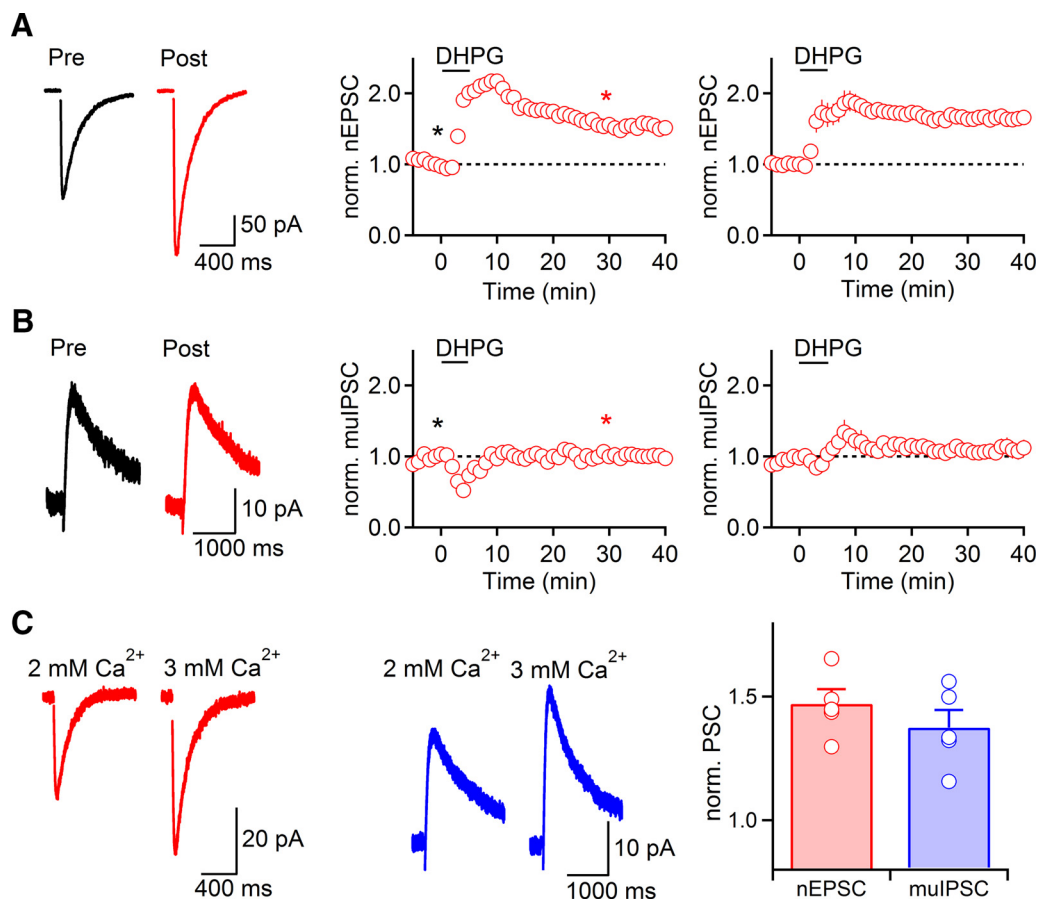 A
Pre
Post
50 pA
400 ms
norm. nEPSC
DHPG
*
*
2.0
1.0
0.0
0 10 20 30 40
Time (min)
norm. nEPSC
DHPG
2.0
1.0
0.0
0 10 20 30 40
Time (min)
B
Pre
Post
10 pA
1000 ms
norm. muIPSC
DHPG
*
*
2.0
1.0
0.0
0 10 20 30 40
Time (min)
norm. muIPSC
DHPG
2.0
1.0
0.0
0 10 20 30 40
Time (min)
C
2 mM Ca²⁺ 3 mM Ca²⁺
20 pA
400 ms
2 mM Ca²⁺ 3 mM Ca²⁺
10 pA
1000 ms
norm. PSC
1.5
1.0
nEPSC muIPSC